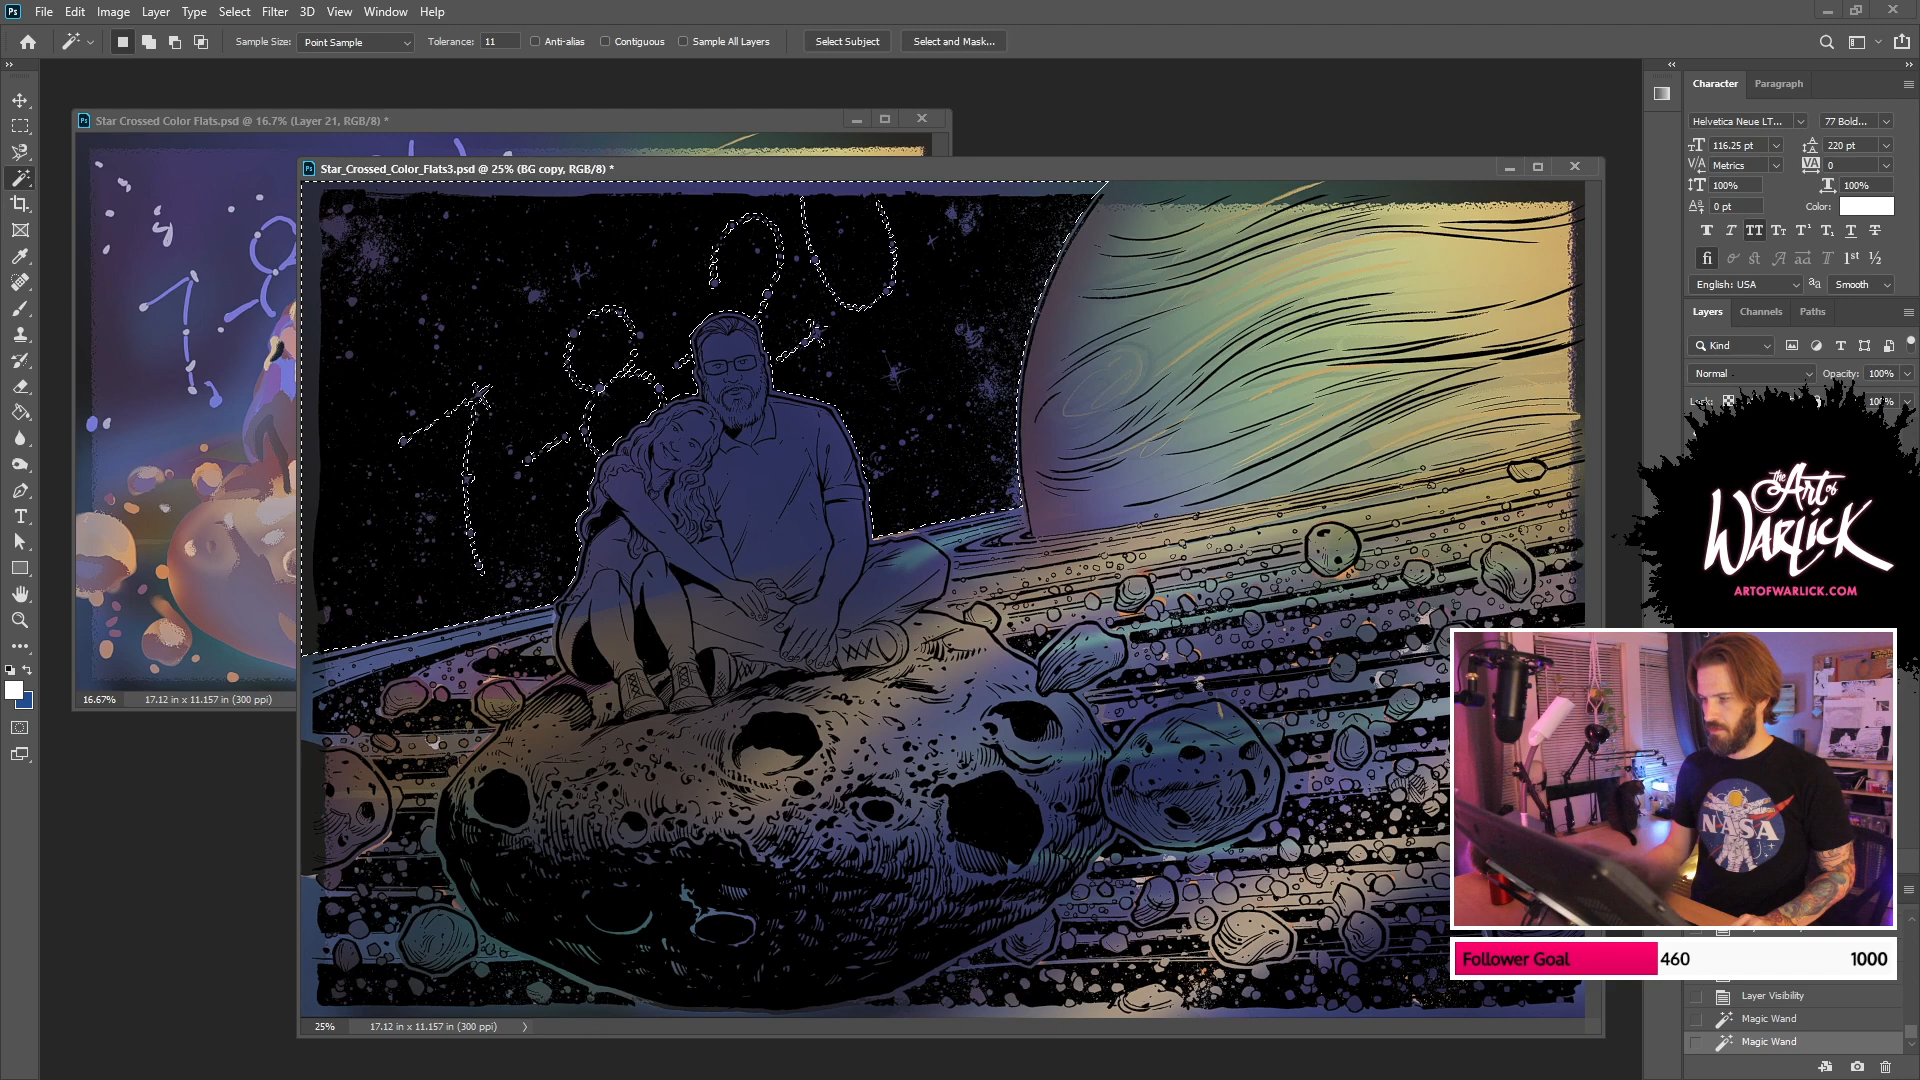 Ps File Edit Image Layer Type Select Filter 3D View Window Help
Sample Size: Point Sample Tolerance: 11 Anti-alias Contiguous Sample All Layers Select Subject Select and Mask...
Ps Star Crossed Color Flats.psd @ 16.7% (Layer 21, RGB/8) *
Ps Star_Crossed_Color_Flats3.psd @ 25% (BG copy, RGB/8) *
16.67% 17.12 in x 11.157 in (300 ppi)
25% 17.12 in x 11.157 in (300 ppi)
Character Paragraph
Helvetica Neue LT... 77 Bold...
116.25 pt 220 pt
Metrics 0
100% 100%
0 pt Color:
English: USA Smooth
Layers Channels Paths
Kind
Normal Opacity: 100%
100%
the Art of
Warlick
ARTOFWARLICK.COM
NASA
Follower Goal 460 1000
Layer Visibility
Magic Wand
Magic Wand